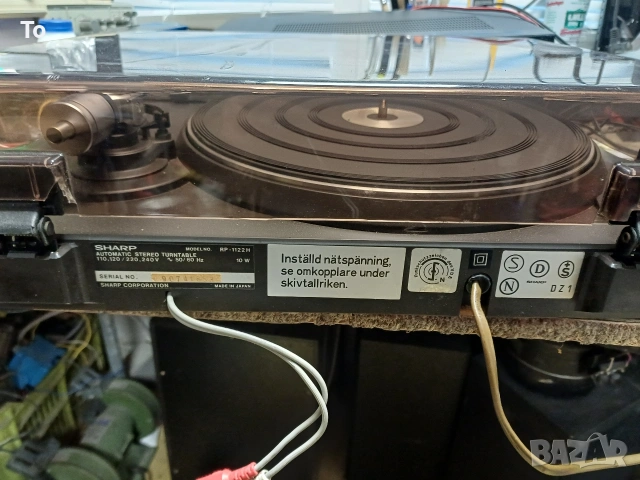 To
SHARP
MODEL NO. RP-1122H
AUTOMATIC STEREO TURNTABLE
110,120/220,240V ∿ 50/60 Hz 10 W
SERIAL NO.
SHARP CORPORATION MADE IN JAPAN
Inställd nätspänning,
se omkopplare under
skivtallriken.
N
S D S
N DZ1
BAZAR